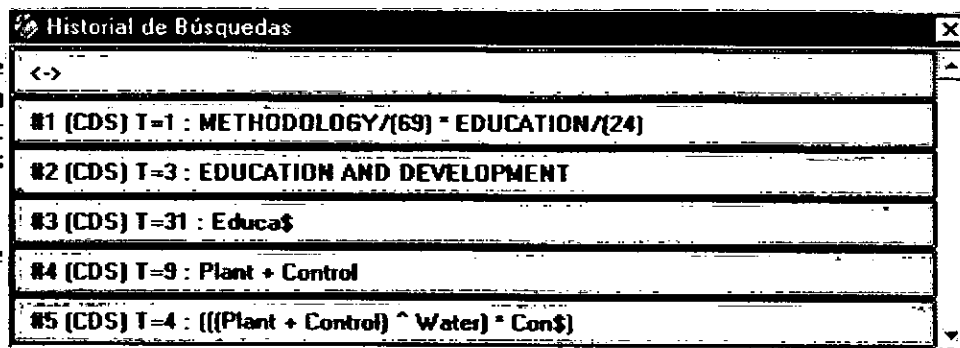 Historial de Búsquedas
<->
#1 (CDS) T=1 : METHODOLOGY/(69) * EDUCATION/(24)
#2 (CDS) T=3 : EDUCATION AND DEVELOPMENT
#3 (CDS) T=31 : Educa$
#4 (CDS) T=9 : Plant + Control
#5 (CDS) T=4 : (((Plant + Control) ^ Water) * Con$)